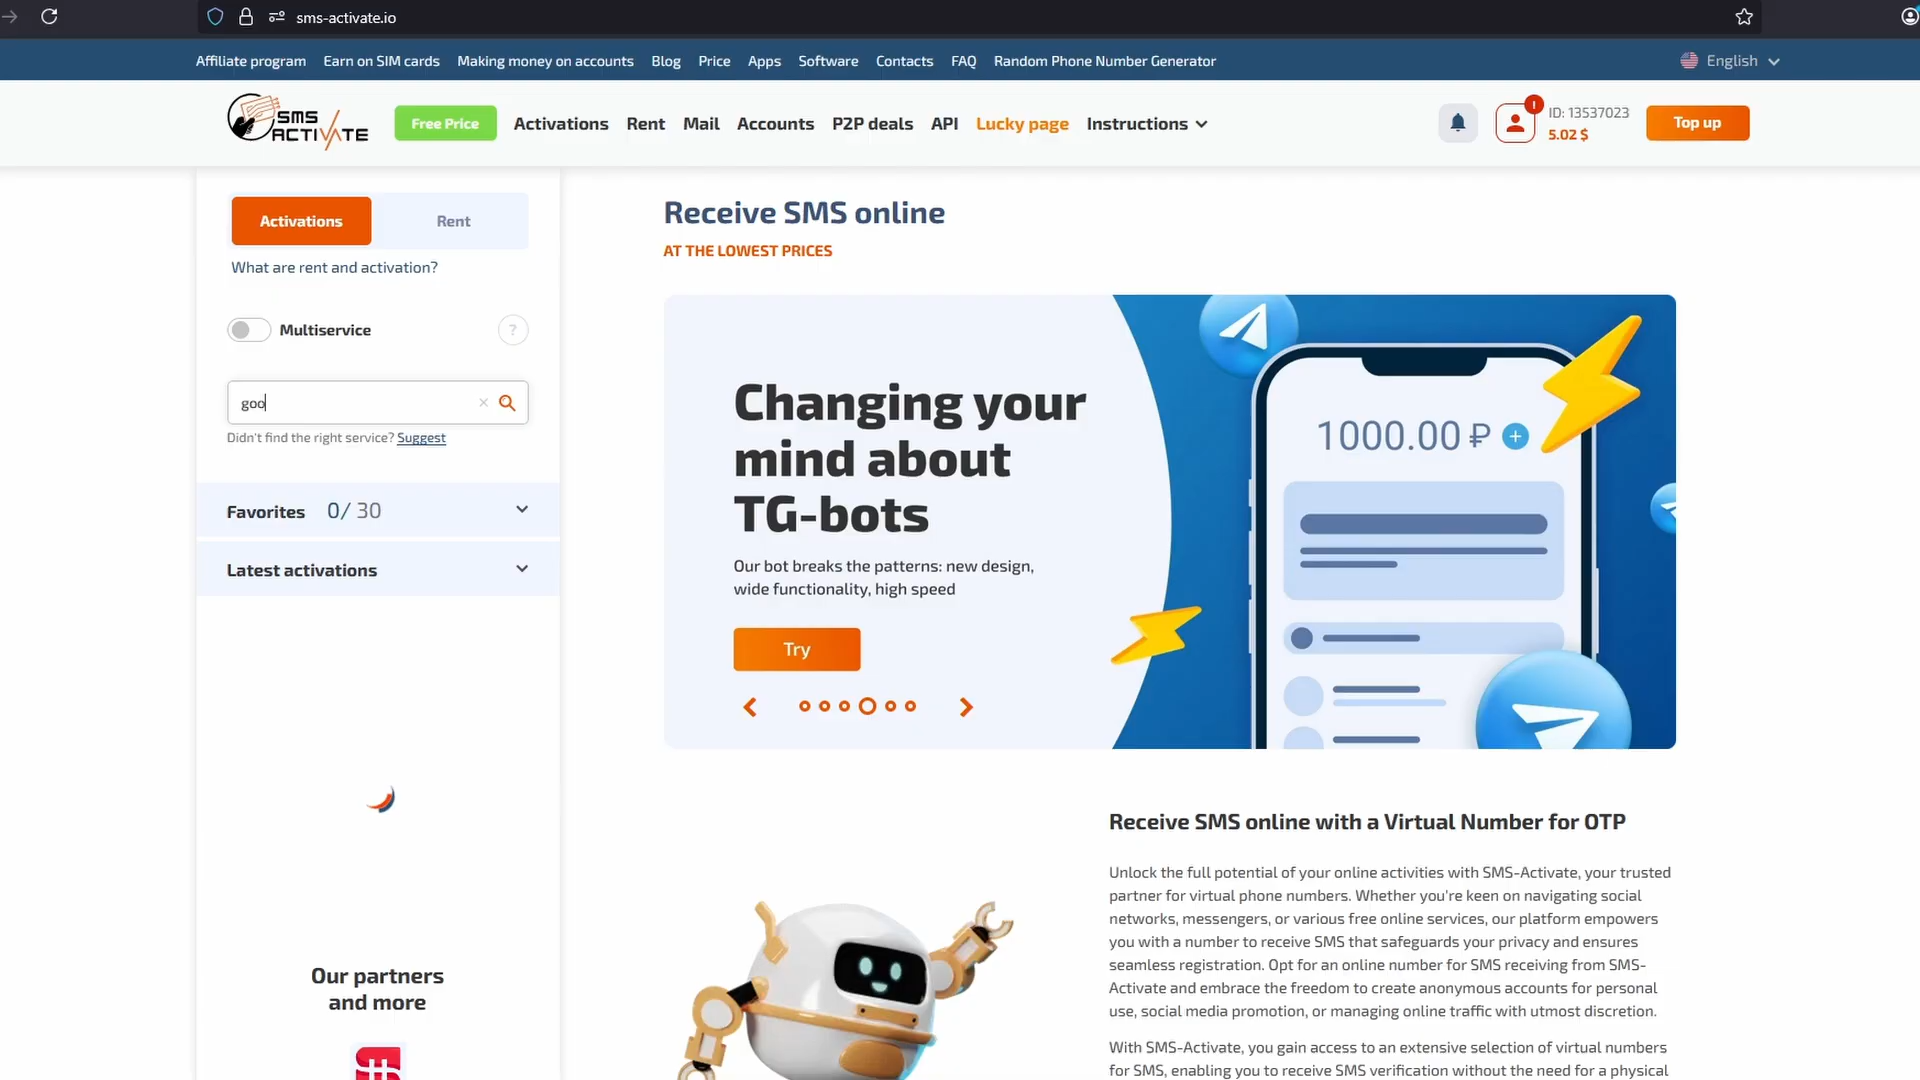 sms-activate.io
Affiliate program Earn on SIM cards Making money on accounts Blog Price Apps Software Contacts FAQ Random Phone Number Generator English
SMS ACTIVATE
Free Price Activations Rent Mail Accounts P2P deals API Lucky page Instructions
!
ID: 13537023
5.02 $
Top up
Activations Rent
What are rent and activation?
Multiservice ?
goo
Didn't find the right service? Suggest
Favorites 0/ 30
Latest activations
Our partners
and more
Receive SMS online
AT THE LOWEST PRICES
Changing your
mind about
TG-bots
Our bot breaks the patterns: new design,
wide functionality, high speed
Try
1000.00 ₽ +
Receive SMS online with a Virtual Number for OTP
Unlock the full potential of your online activities with SMS-Activate, your trusted
partner for virtual phone numbers. Whether you're keen on navigating social
networks, messengers, or various free online services, our platform empowers
you with a number to receive SMS that safeguards your privacy and ensures
seamless registration. Opt for an online number for SMS receiving from SMS-
Activate and embrace the freedom to create anonymous accounts for personal
use, social media promotion, or managing online traffic with utmost discretion.
With SMS-Activate, you gain access to an extensive selection of virtual numbers
for SMS, enabling you to receive SMS verification without the need for a physical